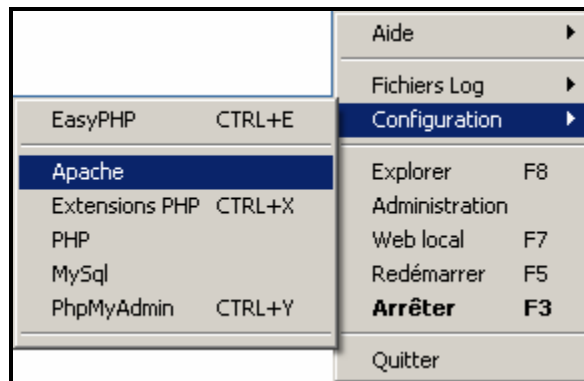 Aide
Fichiers Log
Configuration
EasyPHP CTRL+E
Apache
Extensions PHP CTRL+X
PHP
MySql
PhpMyAdmin CTRL+Y
Explorer F8
Administration
Web local F7
Redémarrer F5
Arrêter F3
Quitter